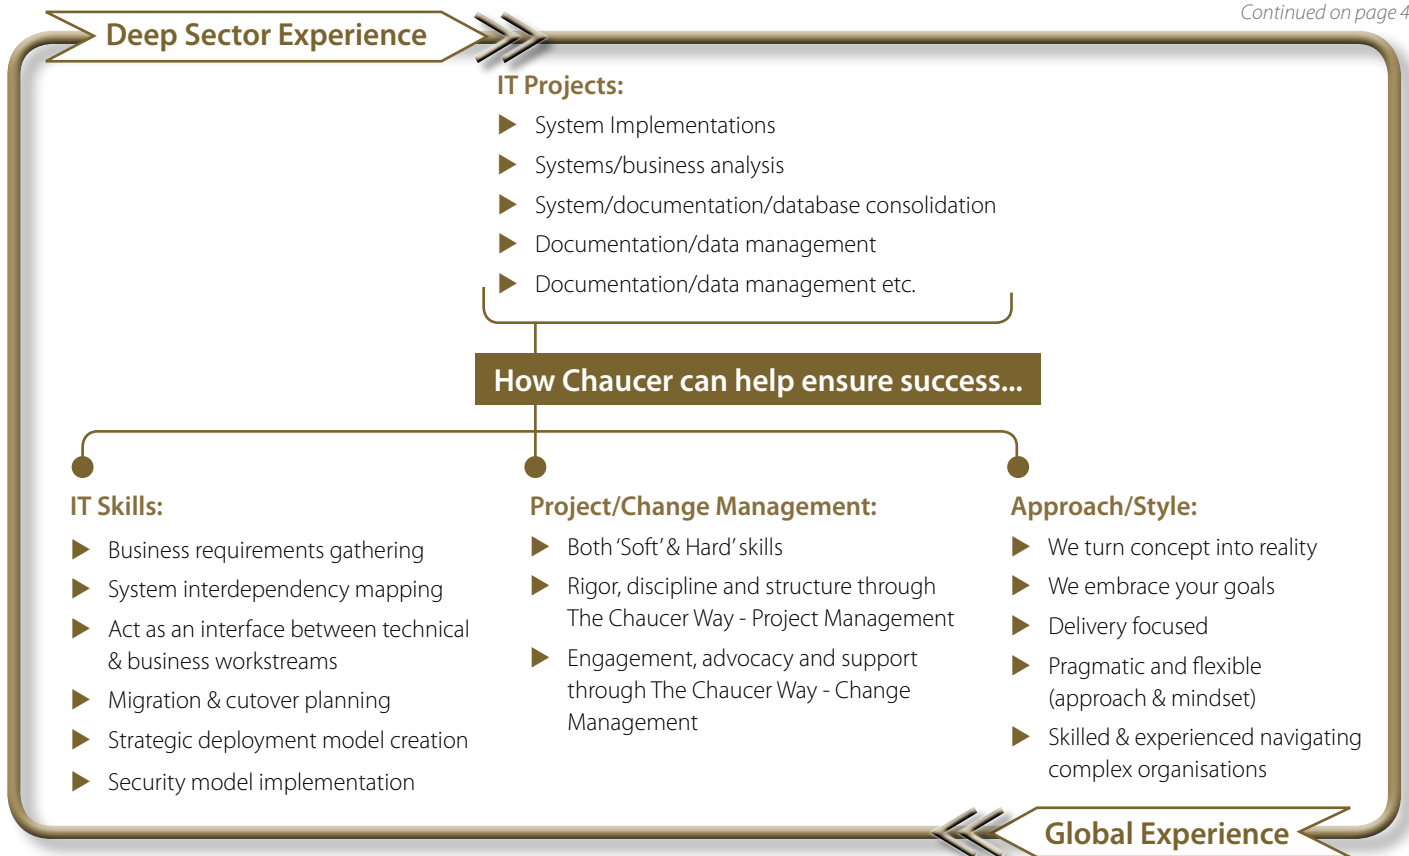 Continued on page 4
Deep Sector Experience
IT Projects:
System Implementations
Systems/business analysis
System/documentation/database consolidation
Documentation/data management
Documentation/data management etc.
How Chaucer can help ensure success...
IT Skills:
Business requirements gathering
System interdependency mapping
Act as an interface between technical
& business workstreams
Migration & cutover planning
Strategic deployment model creation
Security model implementation
Project/Change Management:
Both ‘Soft’ & Hard’ skills
Rigor, discipline and structure through
The Chaucer Way - Project Management
Engagement, advocacy and support
through The Chaucer Way - Change
Management
Approach/Style:
We turn concept into reality
We embrace your goals
Delivery focused
Pragmatic and flexible
(approach & mindset)
Skilled & experienced navigating
complex organisations
Global Experience